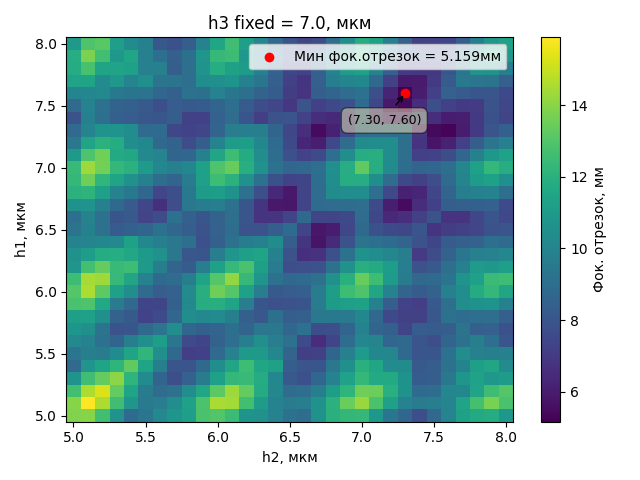 h3 fixed = 7.0, мкм
Мин фок.отрезок = 5.159мм
(7.30, 7.60)
h1, мкм
8.0
7.5
7.0
6.5
6.0
5.5
5.0
5.0 5.5 6.0 6.5 7.0 7.5 8.0
h2, мкм
14
12
10
8
6
Фок. отрезок, мм